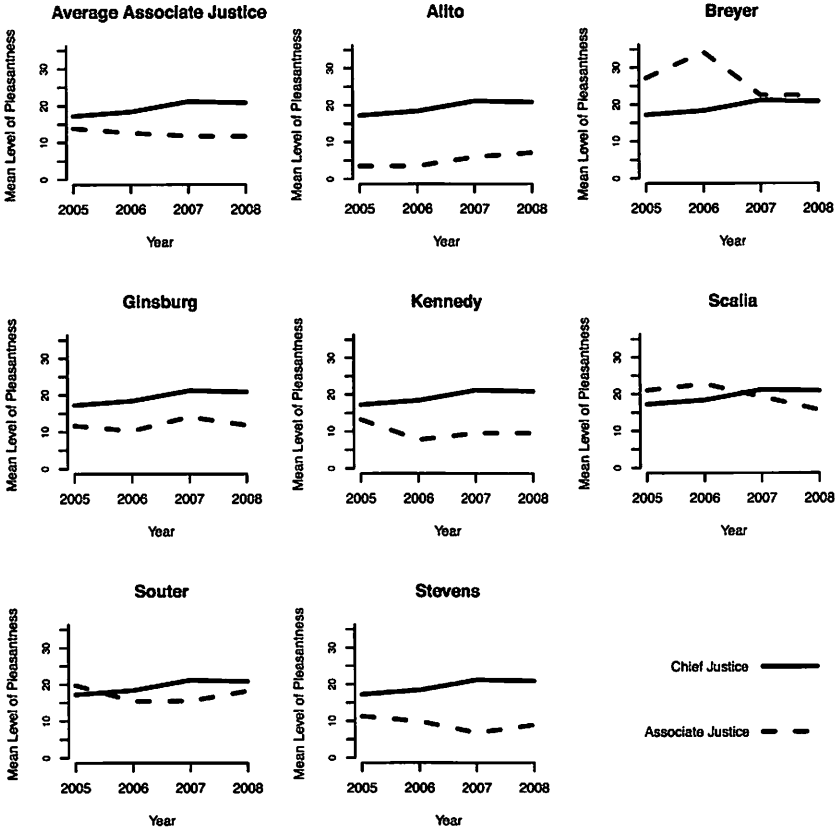 Average Associate Justice
Alito
Breyer
Mean Level of Pleasantness
0 10 20 30
2005 2006 2007 2008
Year
Mean Level of Pleasantness
0 10 20 30
2005 2006 2007 2008
Year
Mean Level of Pleasantness
0 10 20 30
2005 2006 2007 2008
Year
Ginsburg
Kennedy
Scalia
Mean Level of Pleasantness
0 10 20 30
2005 2006 2007 2008
Year
Mean Level of Pleasantness
0 10 20 30
2005 2006 2007 2008
Year
Mean Level of Pleasantness
0 10 20 30
2005 2006 2007 2008
Year
Souter
Stevens
Mean Level of Pleasantness
0 10 20 30
2005 2006 2007 2008
Year
Mean Level of Pleasantness
0 10 20 30
2005 2006 2007 2008
Year
Chief Justice
Associate Justice